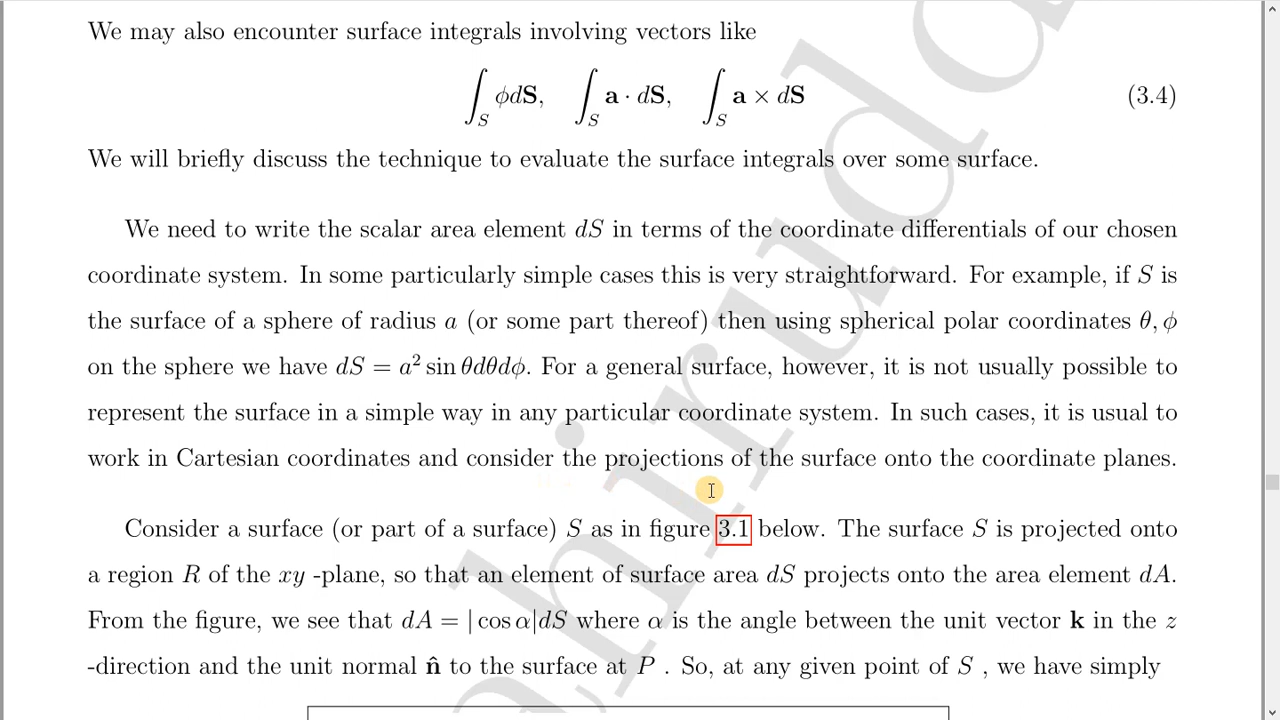 We may also encounter surface integrals involving vectors like
∫_S ϕdS, ∫_S a · dS, ∫_S a × dS (3.4)
We will briefly discuss the technique to evaluate the surface integrals over some surface.
We need to write the scalar area element dS in terms of the coordinate differentials of our chosen
coordinate system. In some particularly simple cases this is very straightforward. For example, if S is
the surface of a sphere of radius a (or some part thereof) then using spherical polar coordinates θ, ϕ
on the sphere we have dS = a² sin θdθdϕ. For a general surface, however, it is not usually possible to
represent the surface in a simple way in any particular coordinate system. In such cases, it is usual to
work in Cartesian coordinates and consider the projections of the surface onto the coordinate planes.
Consider a surface (or part of a surface) S as in figure 3.1 below. The surface S is projected onto
a region R of the xy -plane, so that an element of surface area dS projects onto the area element dA.
From the figure, we see that dA = | cos α|dS where α is the angle between the unit vector k in the z
-direction and the unit normal n̂ to the surface at P . So, at any given point of S , we have simply